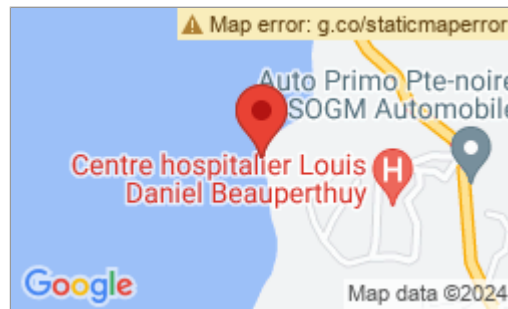 Map error: g.co/staticmaperror
Auto Primo Pte-noire
SOGM Automobile
Centre hospitalier Louis
Daniel Beauperthuy
H
Google
Map data ©2024